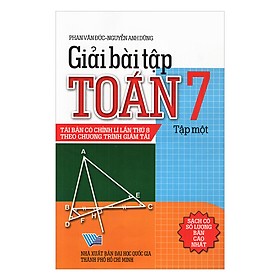 PHAN VĂN ĐỨC-NGUYỄN ANH DŨNG
Giải bài tập
TOÁN 7
TÁI BẢN CÓ CHỈNH LÍ LẦN THỨ 8
THEO CHƯƠNG TRÌNH GIẢM TẢI
Tập một
SÁCH CÓ
SỐ LƯỢNG
BÁN
CAO NHẤT
NHÀ XUẤT BẢN ĐẠI HỌC QUỐC GIA
THÀNH PHỐ HỒ CHÍ MINH